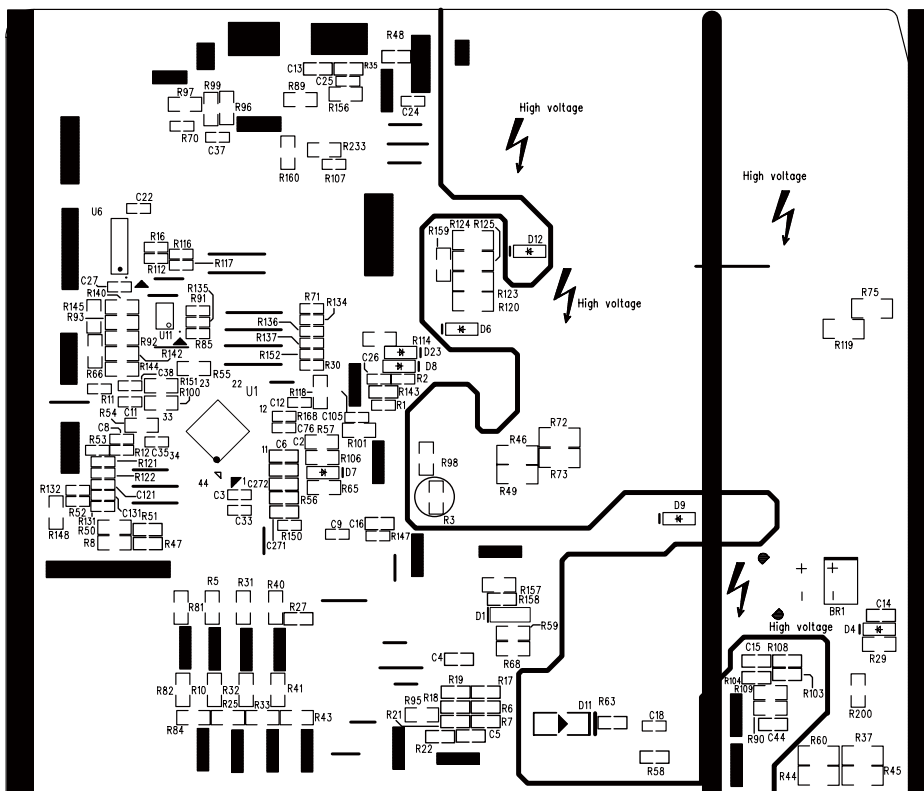 R48
C13
R35
C25
R89
R156
C24
R97
R99
R96
R70
C37
R233
R160
R107
High voltage
High voltage
High voltage
High voltage
C22
U6
R16
R116
R112
R117
C27
R140
R135
R91
R145
R93
U11
R85
R92
R142
R144
C38
R66
R151
23
R55
22
R11
R100
R54
C11
33
C8
R53
R12
C35
34
R121
R122
C121
R132
R52
C131
R131
R50
R148
R8
R51
R47
U1
44
1
C3
C33
C272
12
11
C12
R118
R168
C76
C6
C2
R57
R106
D7
R65
R56
R150
C271
C105
R101
R71
R134
R136
R137
R152
R30
C26
R114
D23
D8
R2
R143
R1
C9
C16
R147
R159
R124
R125
D12
R123
R120
D6
R98
R3
R46
R49
R72
R73
D9
R75
R119
R5
R31
R40
R81
R27
R82
R10
R32
R41
R25
R33
R43
R84
R157
R158
D1
R59
R68
C4
R19
R17
R18
R6
R7
R95
R21
R22
C5
D11
R63
C18
R58
+ +
BR1
C14
D4
R29
C15
R108
R104
R109
R103
R90
C44
R200
R60
R37
R44
R45